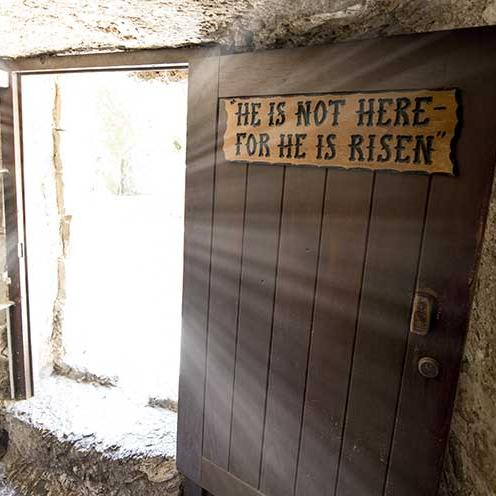 "HE IS NOT HERE-
FOR HE IS RISEN"